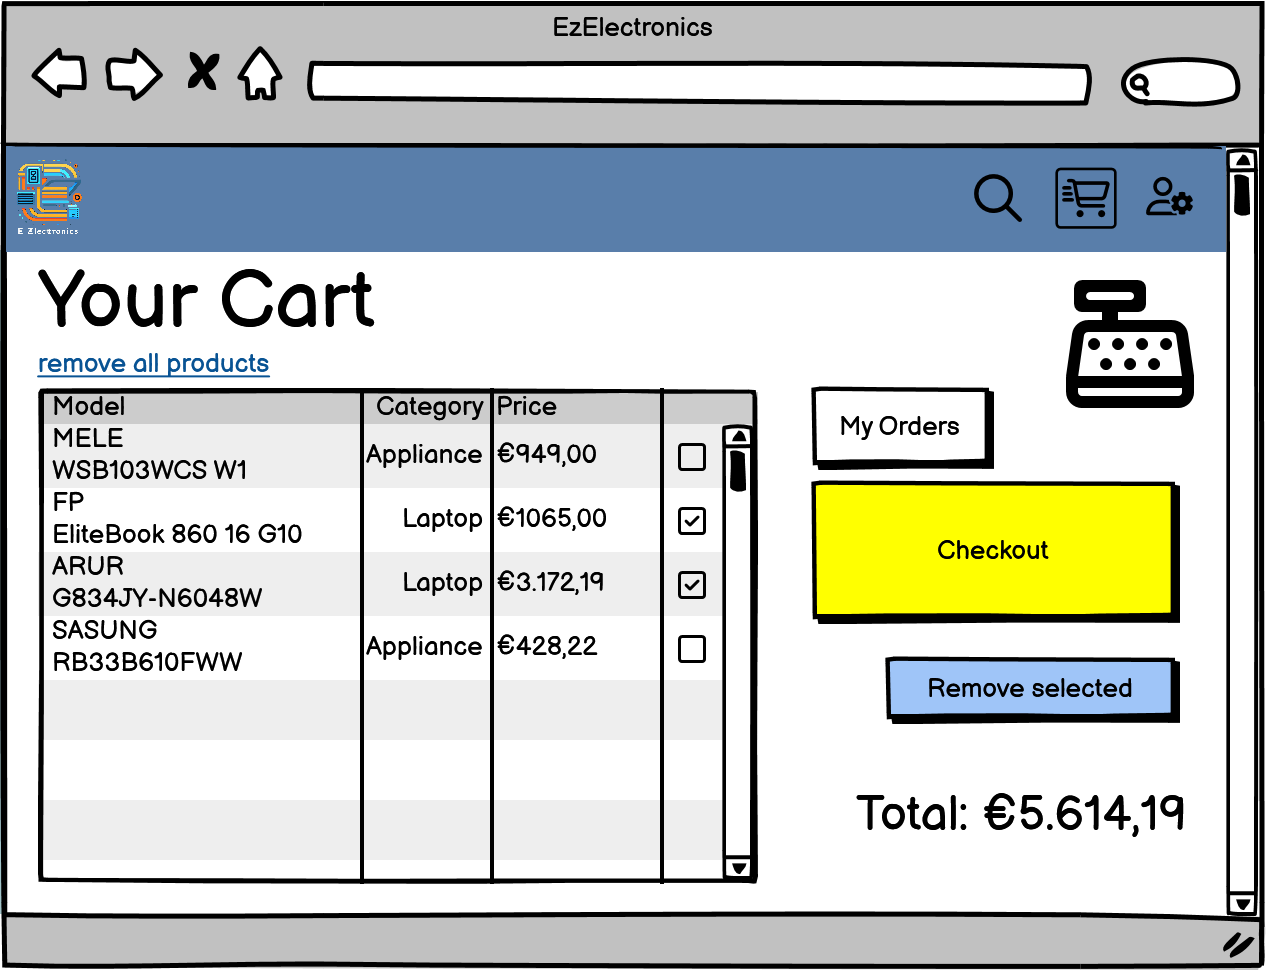 EzElectronics
E Zlectronics
Your Cart
remove all products
Model Category Price
MELE
WSB103WCS W1 Appliance €949,00
FP
EliteBook 860 16 G10 Laptop €1065,00
ARUR
G834JY-N6048W Laptop €3.172,19
SASUNG
RB33B610FWW Appliance €428,22
My Orders
Checkout
Remove selected
Total: €5.614,19